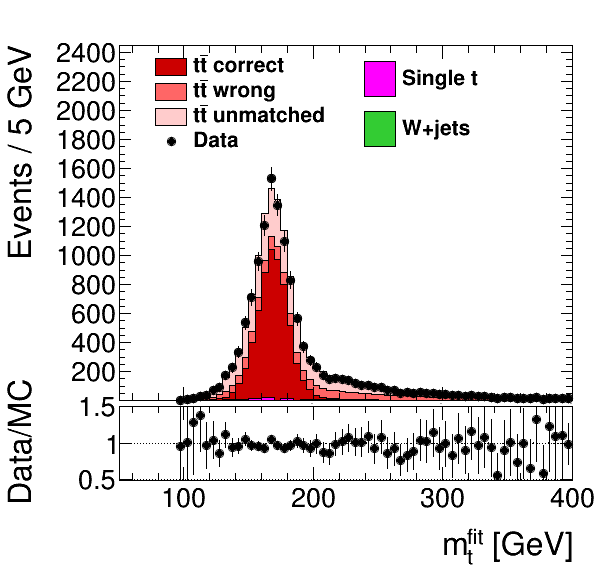 Events / 5 GeV
2400
2200
2000
1800
1600
1400
1200
1000
800
600
400
200
tt̄ correct
tt̄ wrong
tt̄ unmatched
Data
Single t
W+jets
Data/MC
1.5
1
0.5
100 200 300 400
m_t^fit [GeV]